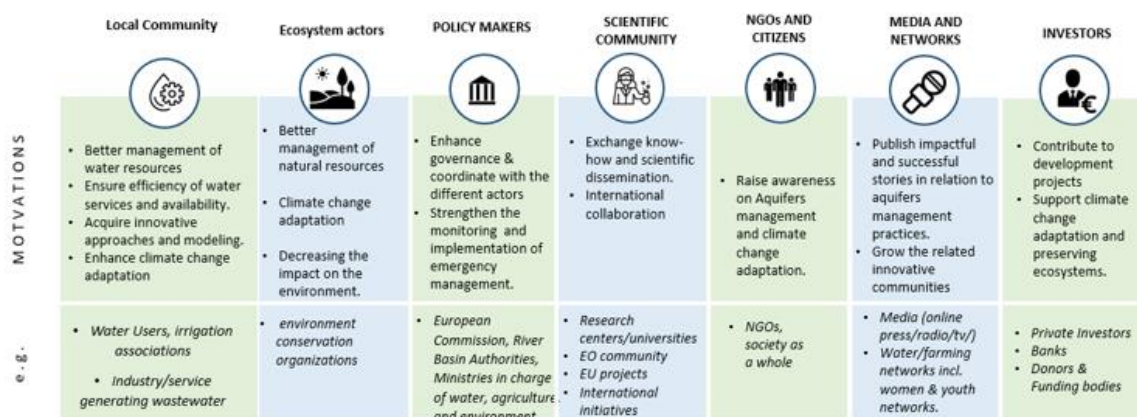 Local Community
Ecosystem actors
POLICY MAKERS
SCIENTIFIC
COMMUNITY
NGOs AND
CITIZENS
MEDIA AND
NETWORKS
INVESTORS
MOTVATIONS
• Better management of
water resources
• Ensure efficiency of water
services and availability.
• Acquire innovative
approaches and modeling.
• Enhance climate change
adaptation
• Better
management of
natural resources
• Climate change
adaptation
• Decreasing the
impact on the
environment.
• Enhance
governance &
coordinate with the
different actors
• Strengthen the
monitoring and
implementation of
emergency
management.
• Exchange know-
how and scientific
dissemination.
• International
collaboration
• Raise awareness
on Aquifers
management
and climate
change
adaptation.
• Publish impactful
and successful
stories in relation to
aquifers
management
practices.
• Grow the related
innovative
communities
• Contribute to
development
projects
• Support climate
change
adaptation and
preserving
ecosystems.
e.g.
• Water Users, irrigation
associations
• Industry/service
generating wastewater
• environment
conservation
organizations
• European
Commission, River
Basin Authorities,
Ministries in charge
of water, agriculture
and environment
• Research
centers/universities
• EO community
• EU projects
• International
initiatives
• NGOs,
society as
a whole
• Media (online
press/radio/tv/)
• Water/farming
networks incl.
women & youth
networks.
• Private Investors
• Banks
• Donors &
Funding bodies